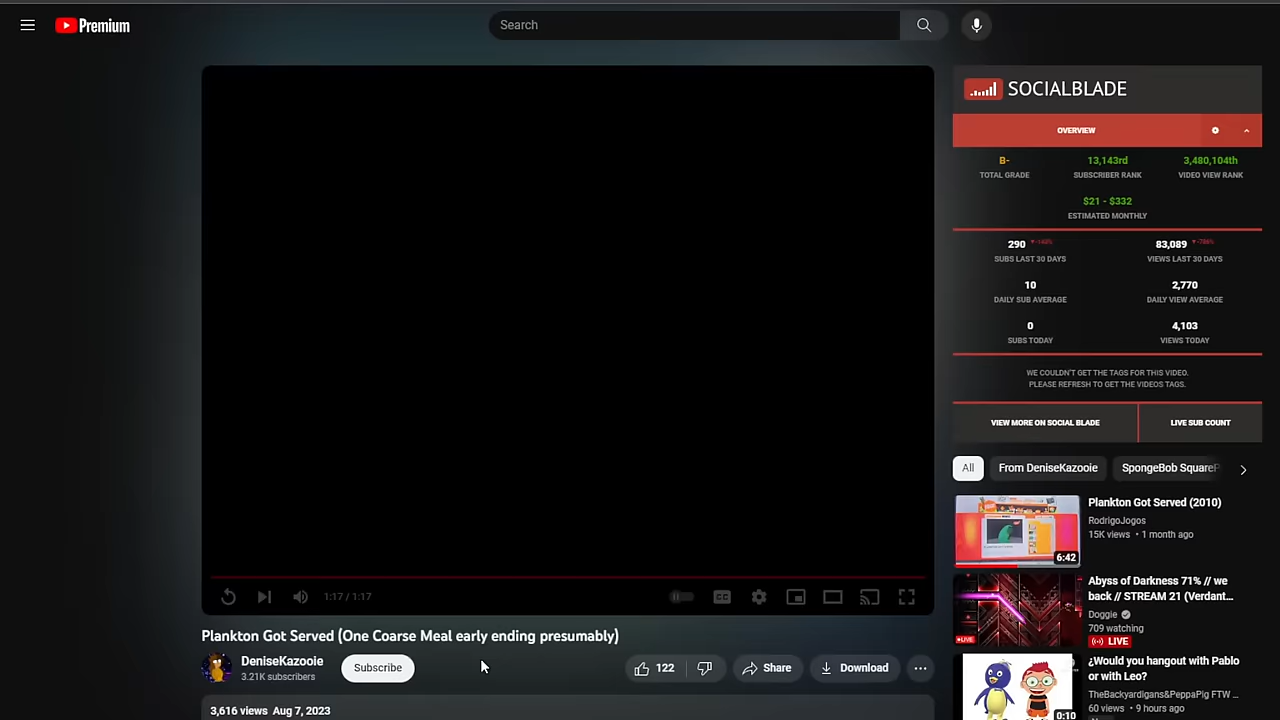 Premium
Search
SOCIALBLADE
OVERVIEW
B-
TOTAL GRADE
13,143rd
SUBSCRIBER RANK
3,480,104th
VIDEO VIEW RANK
$21 - $332
ESTIMATED MONTHLY
290
SUBS LAST 30 DAYS
83,089
VIEWS LAST 30 DAYS
10
DAILY SUB AVERAGE
2,770
DAILY VIEW AVERAGE
0
SUBS TODAY
4,103
VIEWS TODAY
WE COULDN'T GET THE TAGS FOR THIS VIDEO.
PLEASE REFRESH TO GET THE VIDEOS TAGS.
VIEW MORE ON SOCIAL BLADE
LIVE SUB COUNT
All
From DeniseKazooie
SpongeBob SquareP
Plankton Got Served (2010)
RodrigoJogos
15K views • 1 month ago
6:42
Abyss of Darkness 71% // we
back // STREAM 21 (Verdant...
Doggie
709 watching
LIVE
LIVE
¿Would you hangout with Pablo
or with Leo?
TheBackyardigans&PeppaPig FTW ...
60 views • 9 hours ago
0:10
1:17 / 1:17
CC
Plankton Got Served (One Coarse Meal early ending presumably)
DeniseKazooie
3.21K subscribers
Subscribe
122
Share
Download
3,616 views Aug 7, 2023